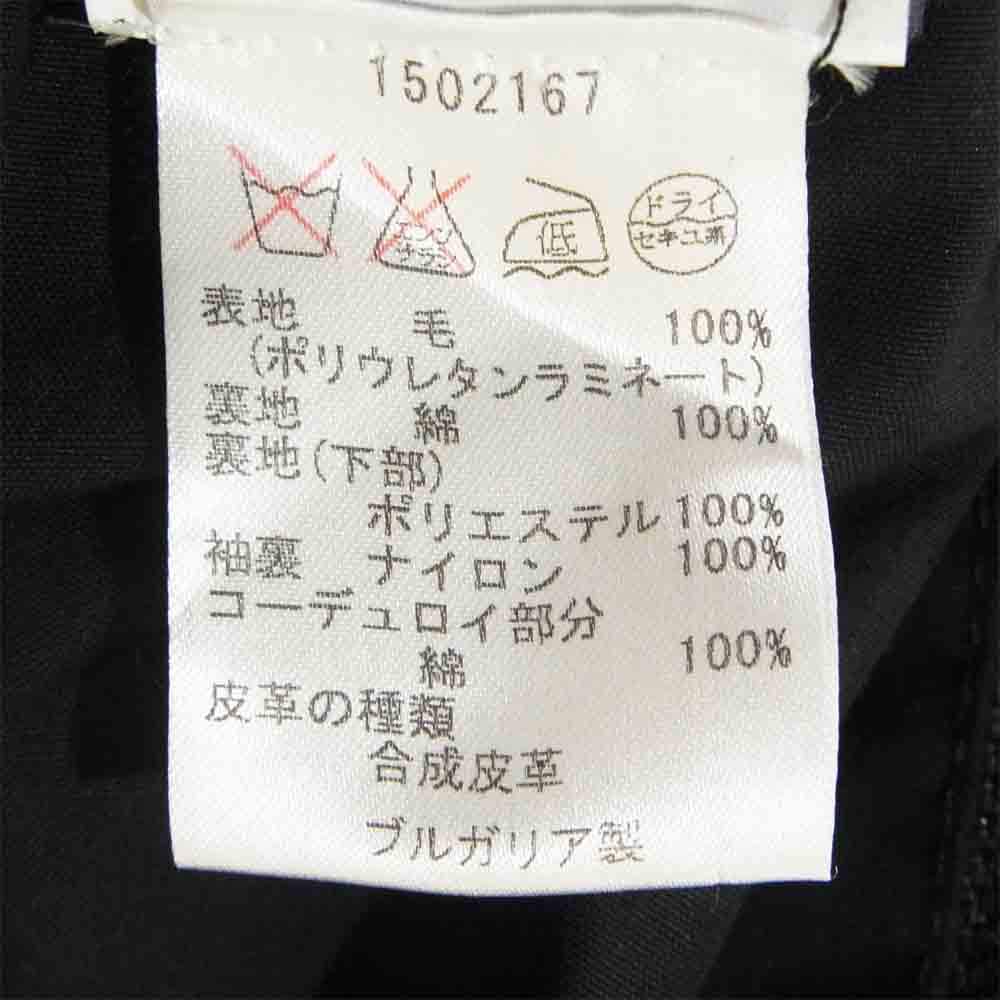 1502167
エンソ
サラシ
低
ドライ
セキユ系
表地 毛 100%
(ポリウレタンラミネート)
裏地 綿 100%
裏地(下部)
ポリエステル 100%
袖裏 ナイロン 100%
コーデュロイ部分
綿 100%
皮革の種類
合成皮革
ブルガリア製